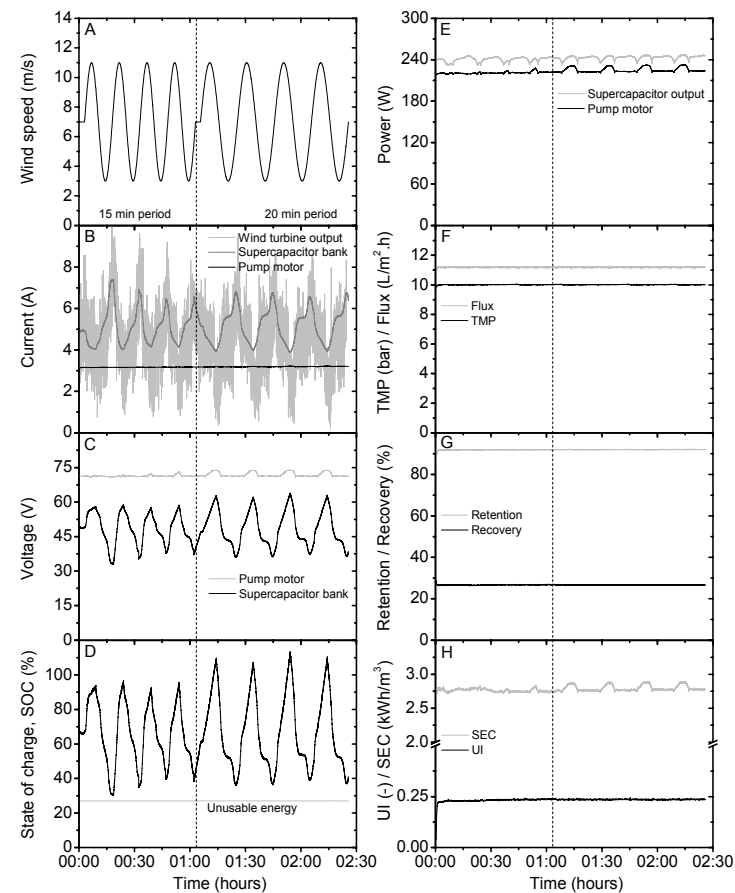 A
Wind speed (m/s)
14
12
10
8
6
4
2
0
15 min period
20 min period
B
Current (A)
8
6
4
2
0
Wind turbine output
Supercapacitor bank
Pump motor
C
Voltage (V)
75
60
45
30
15
0
Pump motor
Supercapacitor bank
D
State of charge, SOC (%)
100
80
60
40
20
0
Unusable energy
00:00 00:30 01:00 01:30 02:00 02:30
Time (hours)
E
Power (W)
300
240
180
120
60
0
Supercapacitor output
Pump motor
F
TMP (bar) / Flux (L/m².h)
12
10
8
6
4
2
0
Flux
TMP
G
Retention / Recovery (%)
80
60
40
20
0
Retention
Recovery
H
UI (-) / SEC (kWh/m³)
3.0
2.5
2.0
0.25
0.00
SEC
UI
00:00 00:30 01:00 01:30 02:00 02:30
Time (hours)